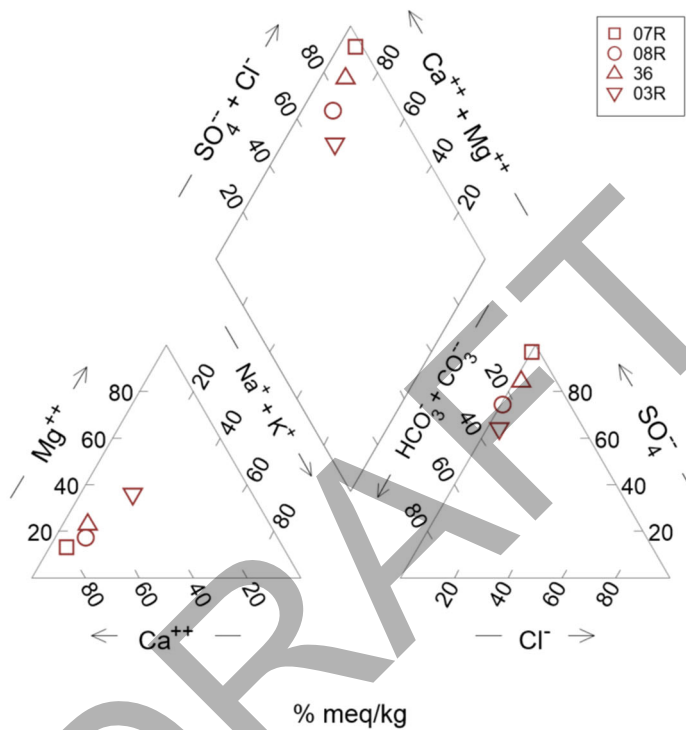 07R
08R
36
03R
SO₄⁻⁻ + Cl⁻
Ca⁺⁺ + Mg⁺⁺
80
60
40
20
80
60
40
20
Na⁺ + K⁺
HCO₃⁻ + CO₃⁻⁻
Mg⁺⁺
80
60
40
20
20
40
60
80
80
60
40
20
Ca⁺⁺
20
40
60
80
SO₄⁻⁻
80
60
40
20
20
40
60
80
Cl⁻
% meq/kg
DRAFT